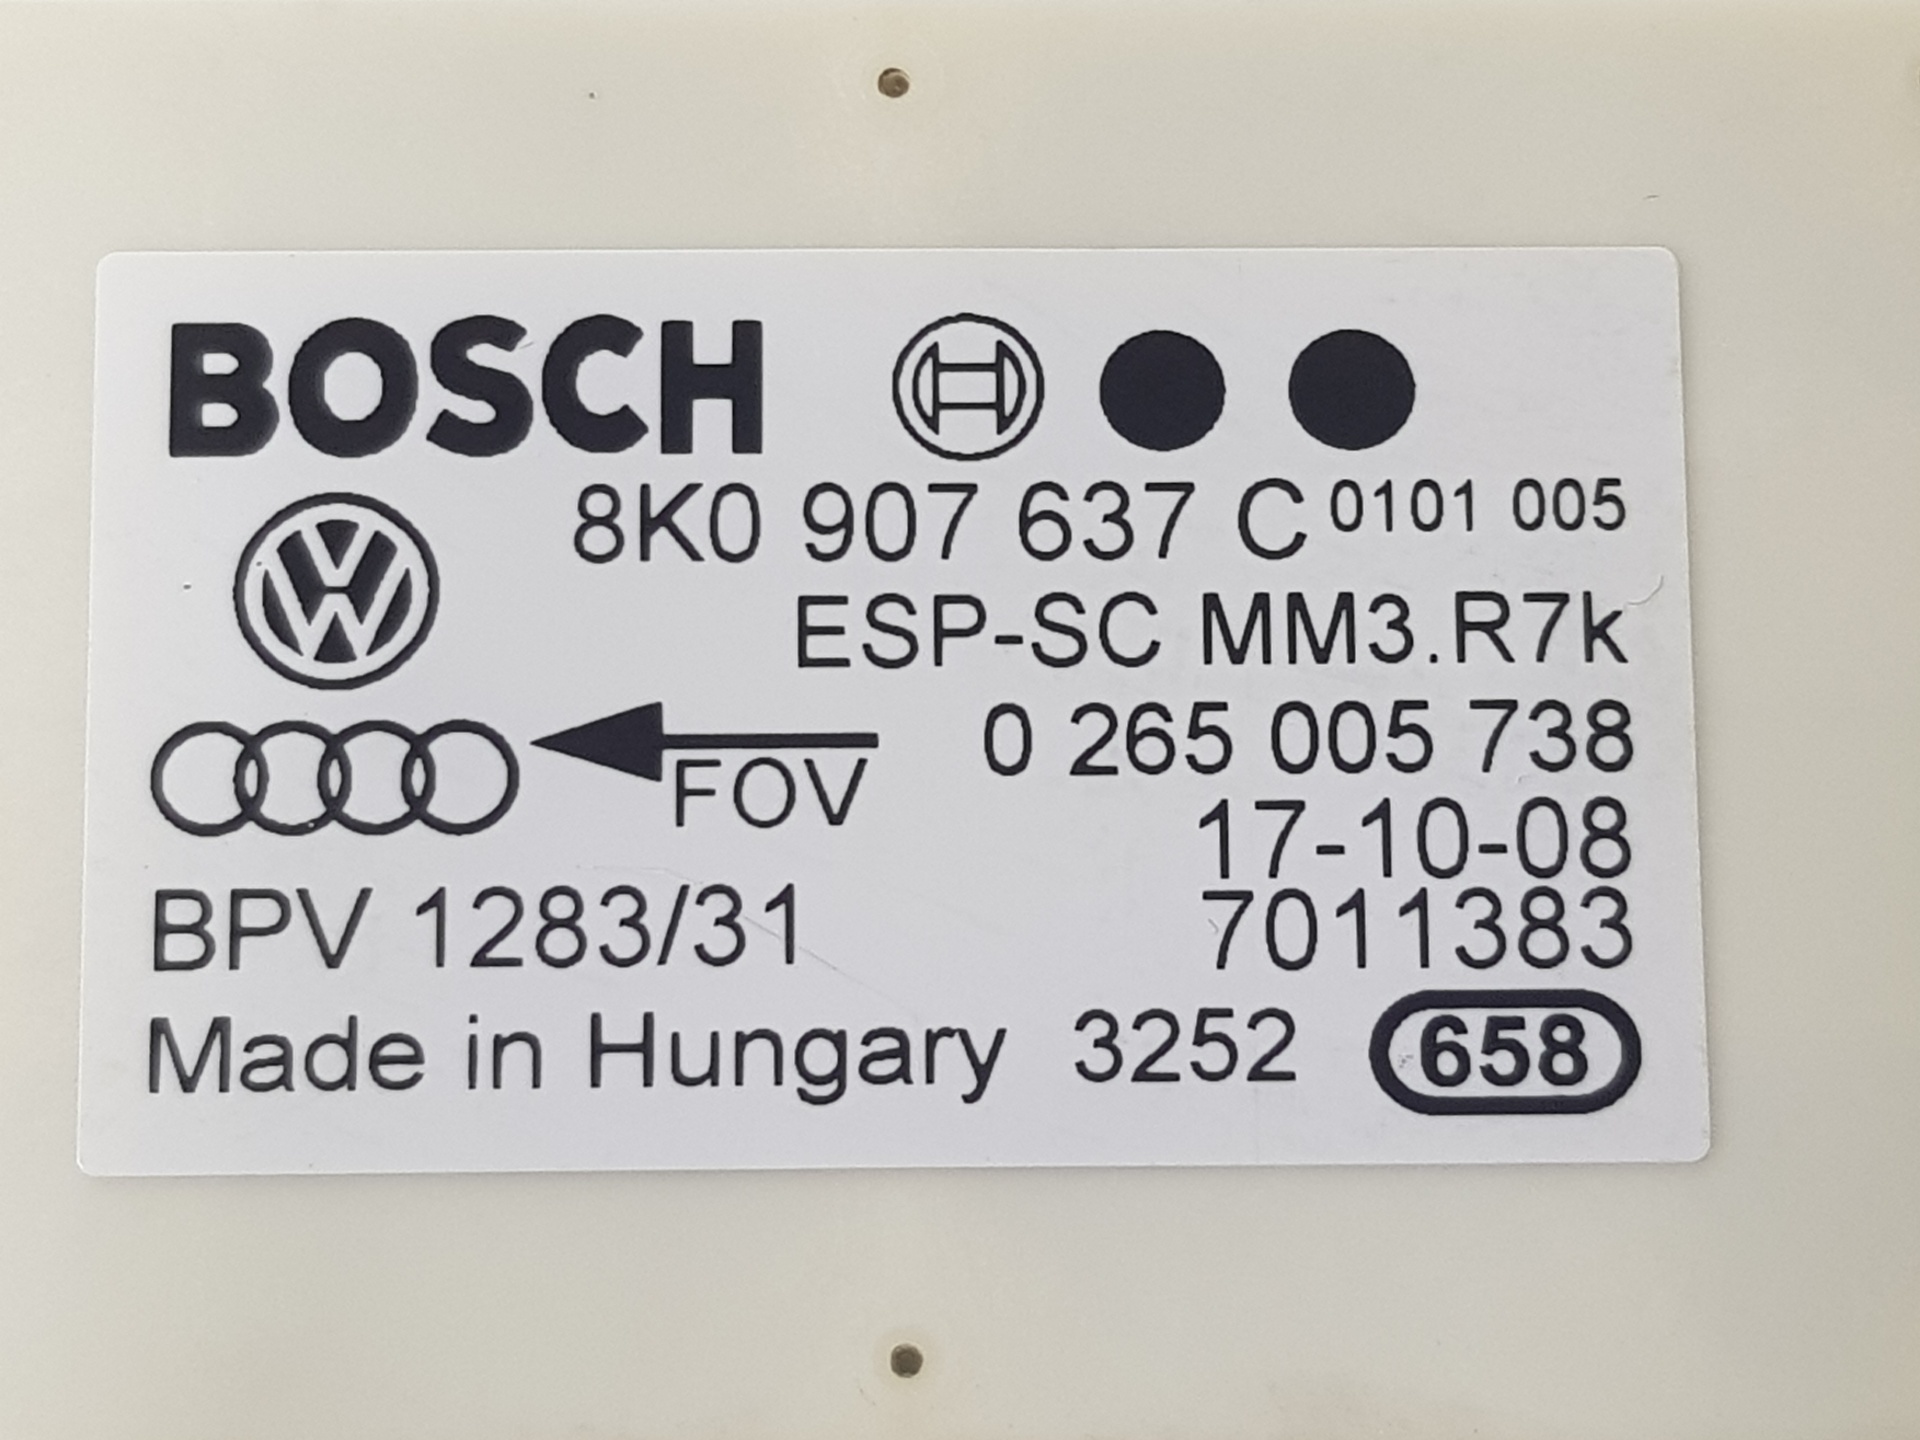 BOSCH
8K0 907 637 C 0101 005
ESP-SC MM3.R7k
FOV 0 265 005 738
17-10-08
BPV 1283/31 7011383
Made in Hungary 3252 658